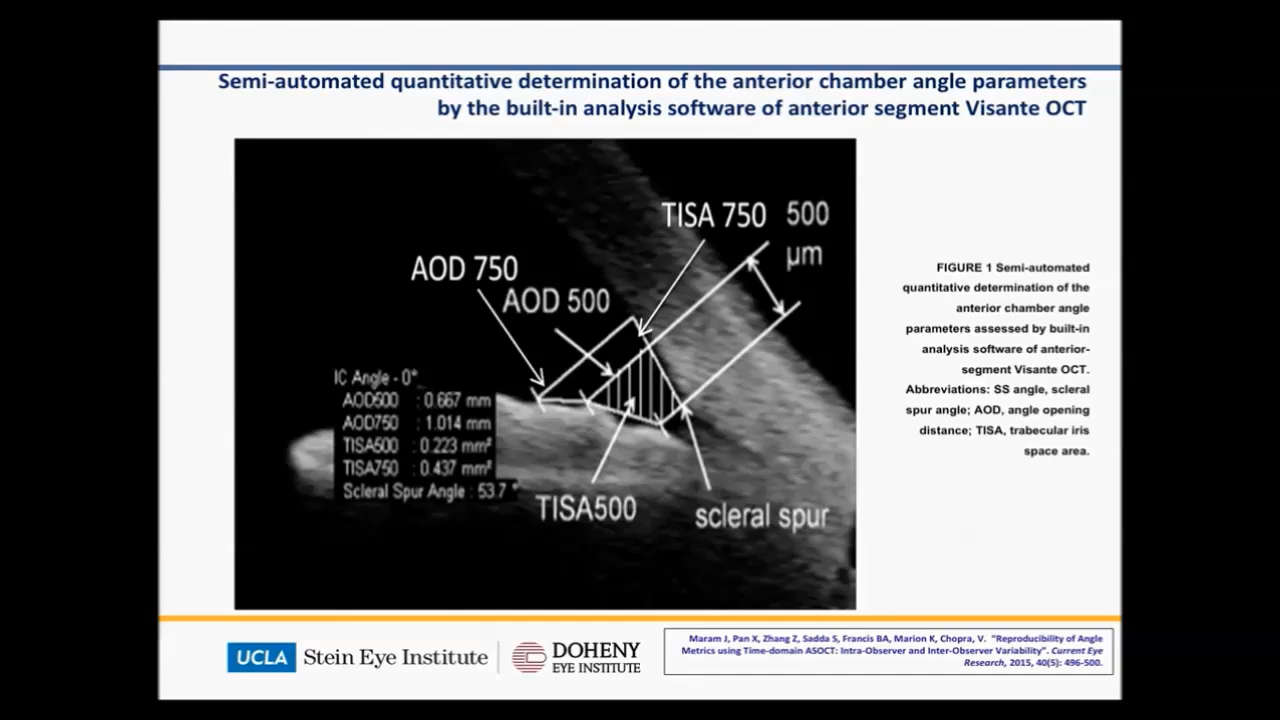 Semi-automated quantitative determination of the anterior chamber angle parameters
by the built-in analysis software of anterior segment Visante OCT
TISA 750
500
µm
AOD 750
AOD 500
IC Angle - 0°
AOD500 : 0.667 mm
AOD750 : 1.014 mm
TISA500 : 0.223 mm²
TISA750 : 0.437 mm²
Scleral Spur Angle : 53.7 °
TISA500
scleral spur
FIGURE 1 Semi-automated
quantitative determination of the
anterior chamber angle
parameters assessed by built-in
analysis software of anterior-
segment Visante OCT.
Abbreviations: SS angle, scleral
spur angle; AOD, angle opening
distance; TISA, trabecular iris
space area.
UCLA Stein Eye Institute
DOHENY
EYE INSTITUTE
Maram J, Pan X, Zhang Z, Sadda S, Francis BA, Marion K, Chopra, V. "Reproducibility of Angle
Metrics using Time-domain ASOCT: Intra-Observer and Inter-Observer Variability". Current Eye
Research, 2015, 40(5): 496-500.